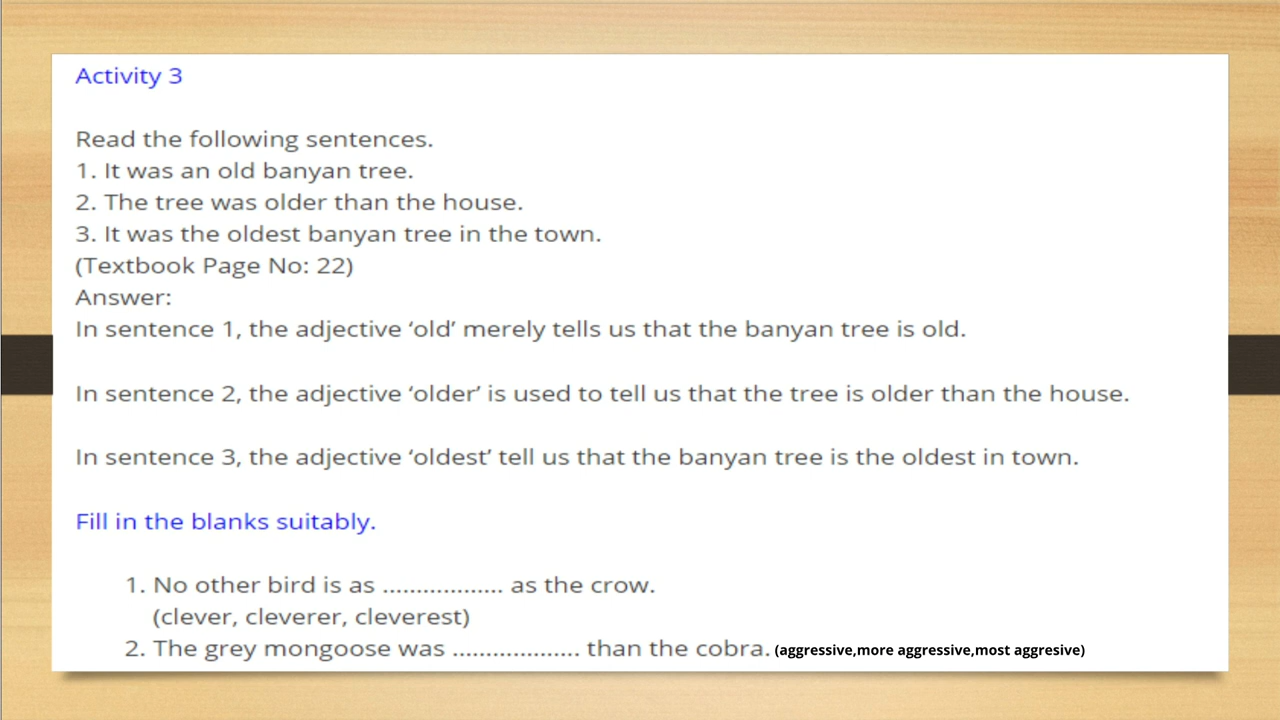 Activity 3
Read the following sentences.
1. It was an old banyan tree.
2. The tree was older than the house.
3. It was the oldest banyan tree in the town.
(Textbook Page No: 22)
Answer:
In sentence 1, the adjective ‘old’ merely tells us that the banyan tree is old.
In sentence 2, the adjective ‘older’ is used to tell us that the tree is older than the house.
In sentence 3, the adjective ‘oldest’ tell us that the banyan tree is the oldest in town.
Fill in the blanks suitably.
1. No other bird is as .................. as the crow.
(clever, cleverer, cleverest)
2. The grey mongoose was ................... than the cobra. (aggressive,more aggressive,most aggresive)